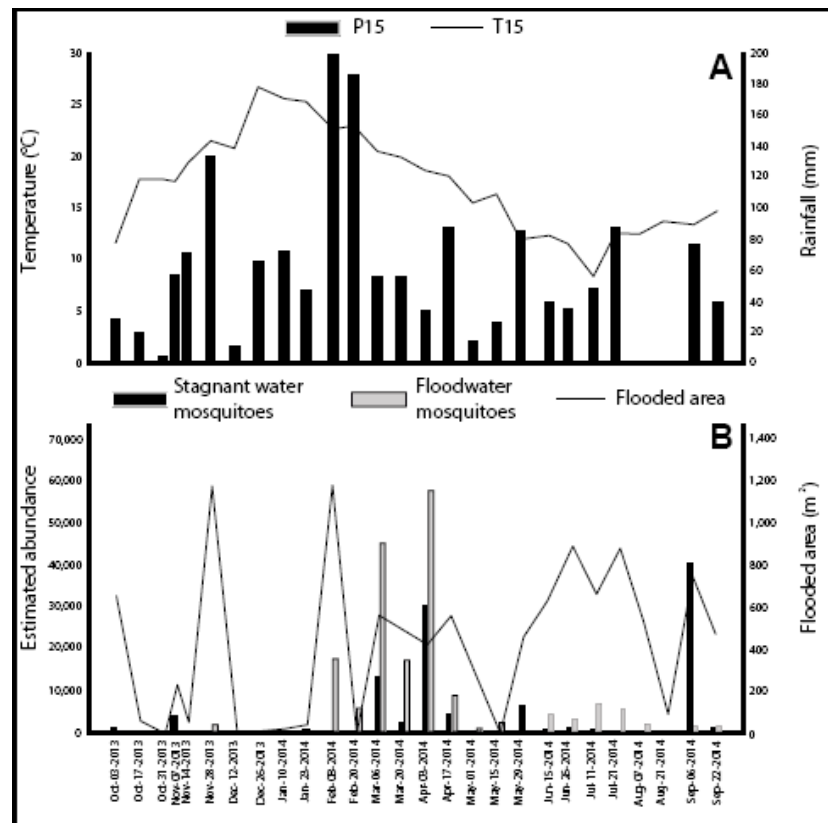 P15 T15
A
30 200
25 180
20 160
15 140
10 120
5 100
0 80
60
40
20
0
Temperature (ºC)
Rainfall (mm)
Stagnant water mosquitoes
Floodwater mosquitoes
Flooded area
B
70,000 1,400
60,000 1,200
50,000 1,000
40,000 800
30,000 600
20,000 400
10,000 200
0 0
Estimated abundance
Flooded area (m²)
Oct-03-2013
Oct-17-2013
Oct-31-2013
Nov-07-2013
Nov-14-2013
Nov-28-2013
Dec-12-2013
Dec-26-2013
Jan-10-2014
Jan-23-2014
Feb-08-2014
Feb-20-2014
Mar-06-2014
Mar-20-2014
Apr-03-2014
Apr-17-2014
May-01-2014
May-15-2014
May-29-2014
Jun-15-2014
Jun-26-2014
Jul-11-2014
Jul-21-2014
Aug-07-2014
Aug-21-2014
Sep-06-2014
Sep-22-2014